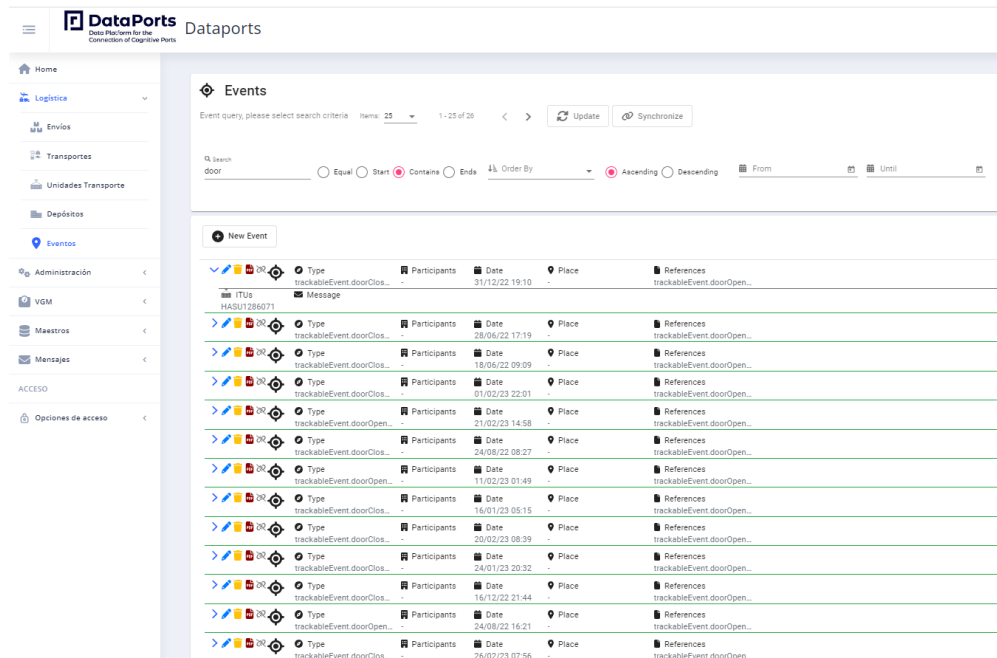 DataPorts
Data Platform for the
Connection of Cognitive Ports
Dataports
Home
Logística
Envíos
Transportes
Unidades Transporte
Depósitos
Eventos
Administración
VGM
Maestros
Mensajes
ACCESO
Opciones de acceso
Events
Event query, please select search criteria Items: 25 1 - 25 of 26 Update Synchronize
Search
door Equal Start Contains Ends Order By Ascending Descending From Until
New Event
Type Participants Date Place References
trackableEvent.doorClos... - 31/12/22 19:10 - trackableEvent.doorOpen...
ITUs Message
HASU1286071
Type Participants Date Place References
trackableEvent.doorClos... - 28/06/22 17:19 - trackableEvent.doorOpen...
Type Participants Date Place References
trackableEvent.doorClos... - 18/06/22 09:09 - trackableEvent.doorOpen...
Type Participants Date Place References
trackableEvent.doorClos... - 01/02/23 22:01 - trackableEvent.doorOpen...
Type Participants Date Place References
trackableEvent.doorOpen... - 21/02/23 14:58 - trackableEvent.doorOpen...
Type Participants Date Place References
trackableEvent.doorClos... - 24/08/22 08:27 - trackableEvent.doorOpen...
Type Participants Date Place References
trackableEvent.doorOpen... - 11/02/23 01:49 - trackableEvent.doorOpen...
Type Participants Date Place References
trackableEvent.doorClos... - 16/01/23 05:15 - trackableEvent.doorOpen...
Type Participants Date Place References
trackableEvent.doorClos... - 20/02/23 08:39 - trackableEvent.doorOpen...
Type Participants Date Place References
trackableEvent.doorClos... - 24/01/23 20:32 - trackableEvent.doorOpen...
Type Participants Date Place References
trackableEvent.doorClos... - 16/12/22 21:44 - trackableEvent.doorOpen...
Type Participants Date Place References
trackableEvent.doorOpen... - 24/08/22 16:21 - trackableEvent.doorOpen...
Type Participants Date Place References
trackableEvent.doorClos... - 26/02/23 07:56 - trackableEvent.doorOpen...